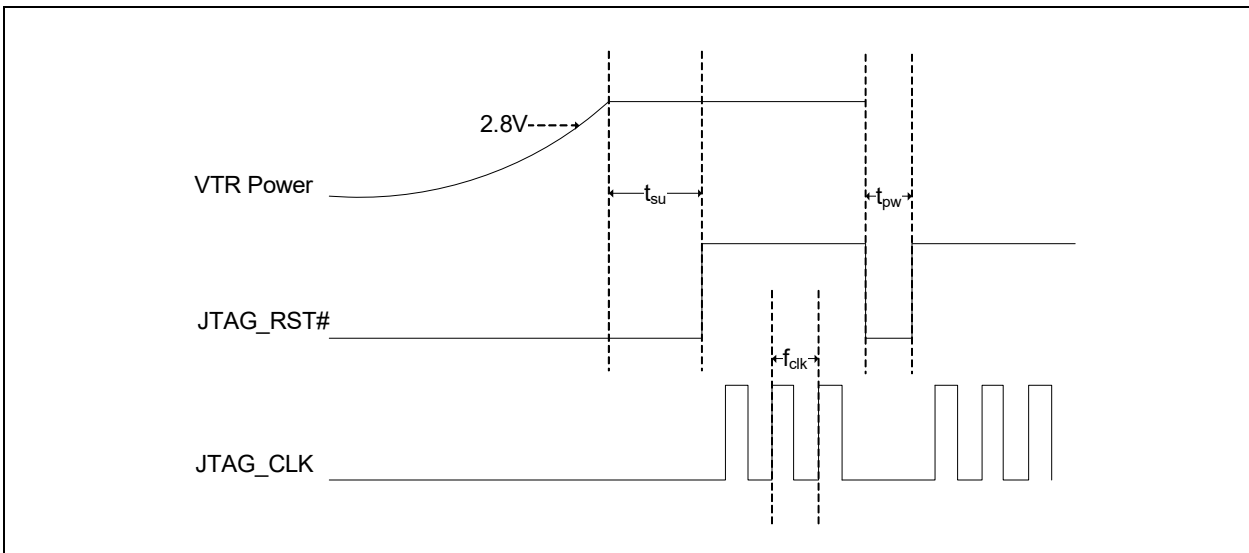 2.8V
VTR Power
tsu
tpw
JTAG_RST#
fclk
JTAG_CLK